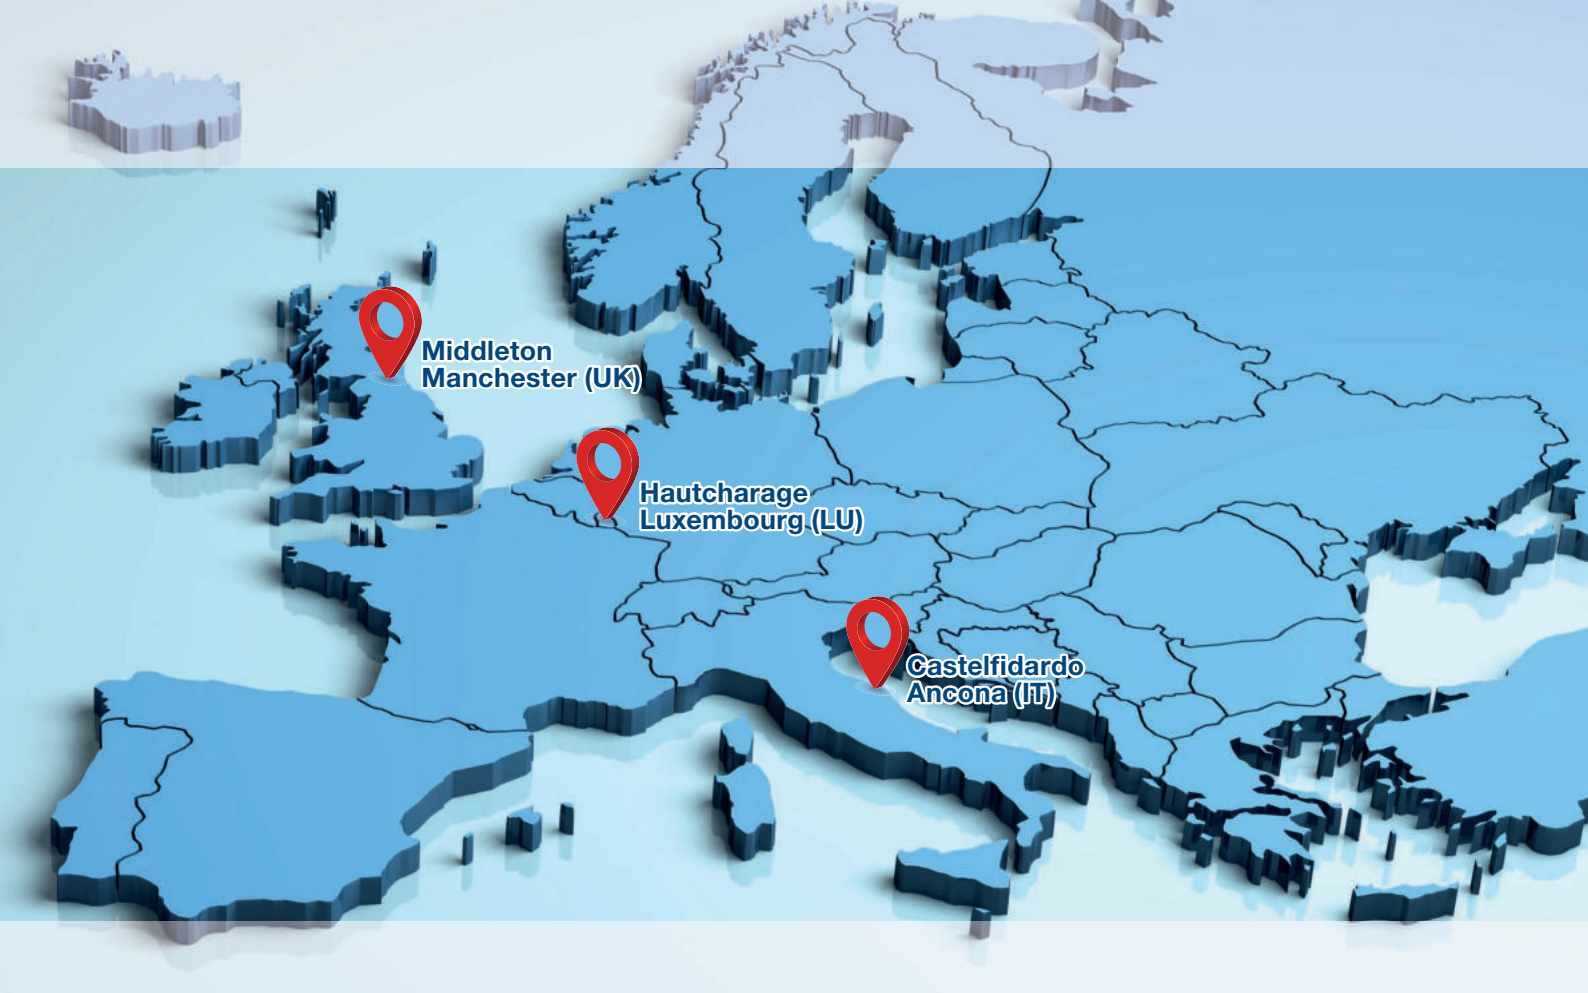 Middleton
Manchester (UK)
Hautcharage
Luxembourg (LU)
Castelfidardo
Ancona (IT)